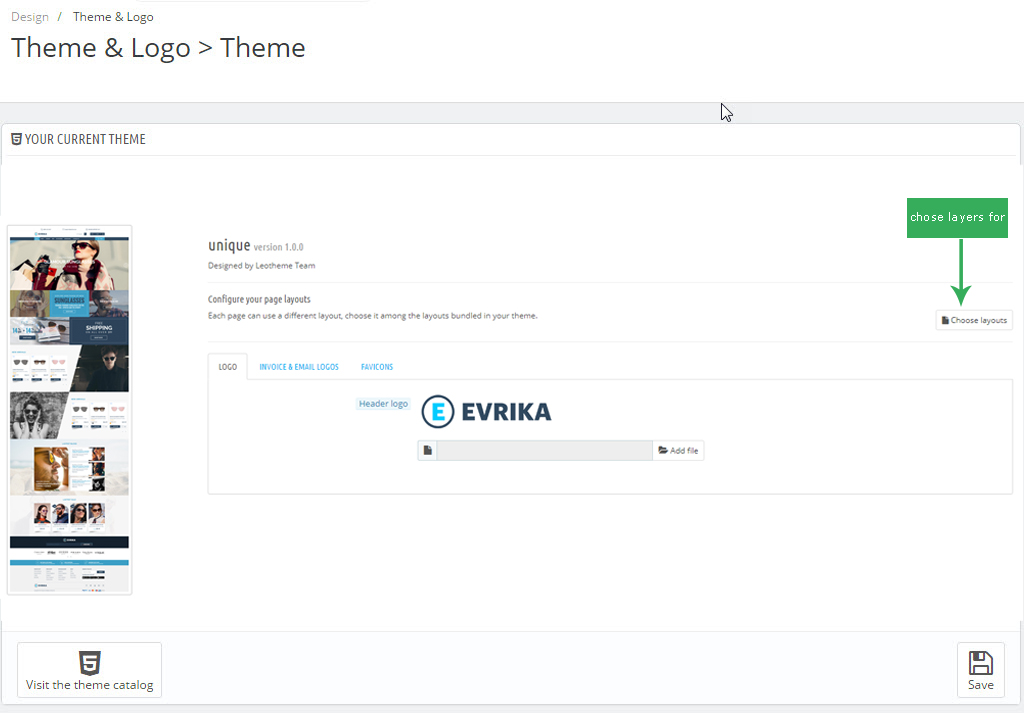 Design / Theme & Logo
Theme & Logo > Theme
YOUR CURRENT THEME
chose layers for
unique version 1.0.0
Designed by Leotheme Team
Configure your page layouts
Each page can use a different layout, choose it among the layouts bundled in your theme.
Choose layouts
LOGO INVOICE & EMAIL LOGOS FAVICONS
Header logo
E EVRIKA
Add file
SUNGLASSES
SHIPPING
Visit the theme catalog
Save